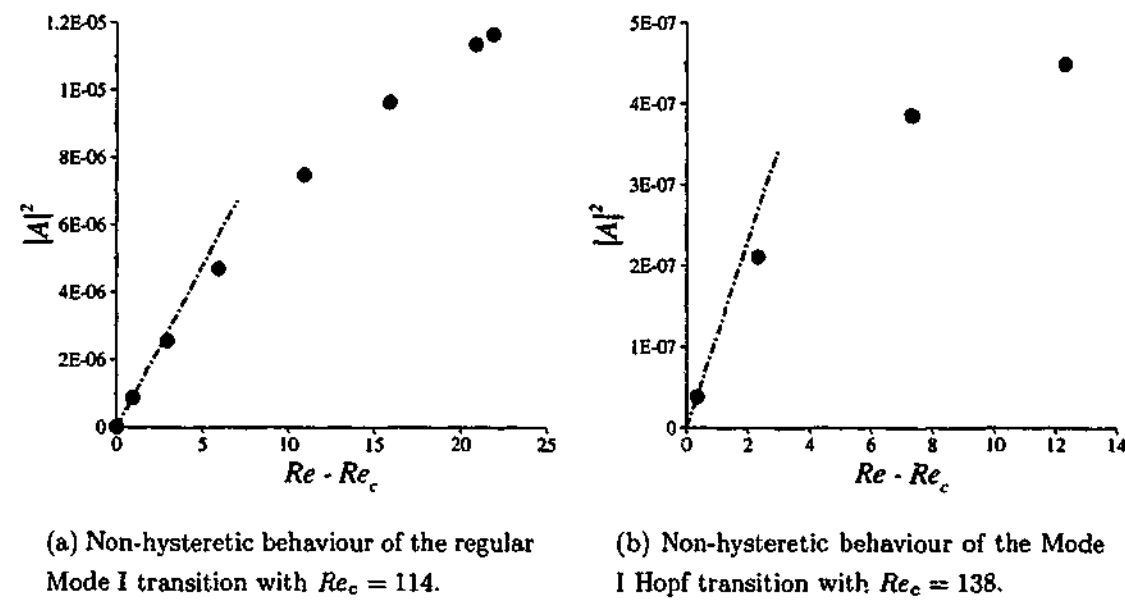 1.2E-05
1E-05
8E-06
6E-06
4E-06
2E-06
0
|A|²
0 5 10 15 20 25
Re - Re_c
5E-07
4E-07
3E-07
2E-07
1E-07
0
|A|²
0 2 4 6 8 10 12 14
Re - Re_c
(a) Non-hysteretic behaviour of the regular
Mode I transition with Re_c = 114.
(b) Non-hysteretic behaviour of the Mode
I Hopf transition with Re_c = 138.